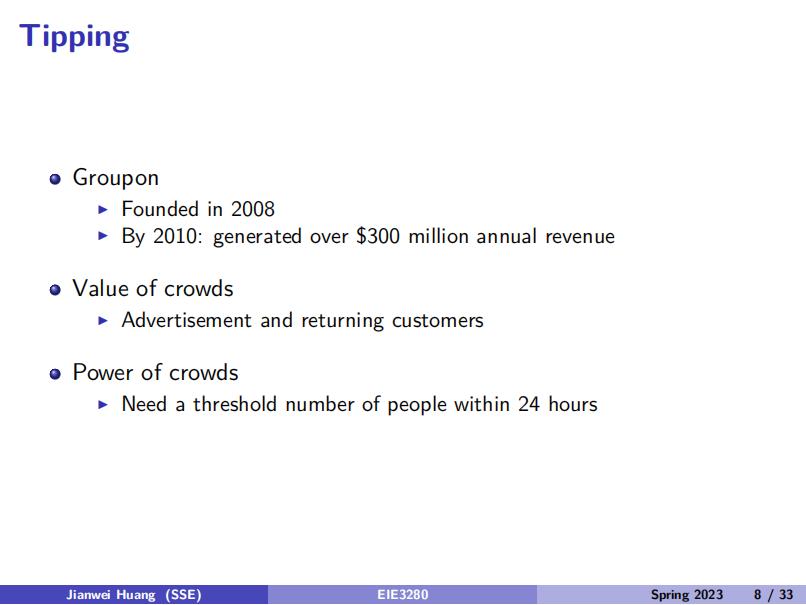 Tipping
Groupon
Founded in 2008
By 2010: generated over $300 million annual revenue
Value of crowds
Advertisement and returning customers
Power of crowds
Need a threshold number of people within 24 hours
Jianwei Huang (SSE) EIE3280 Spring 2023 8 / 33